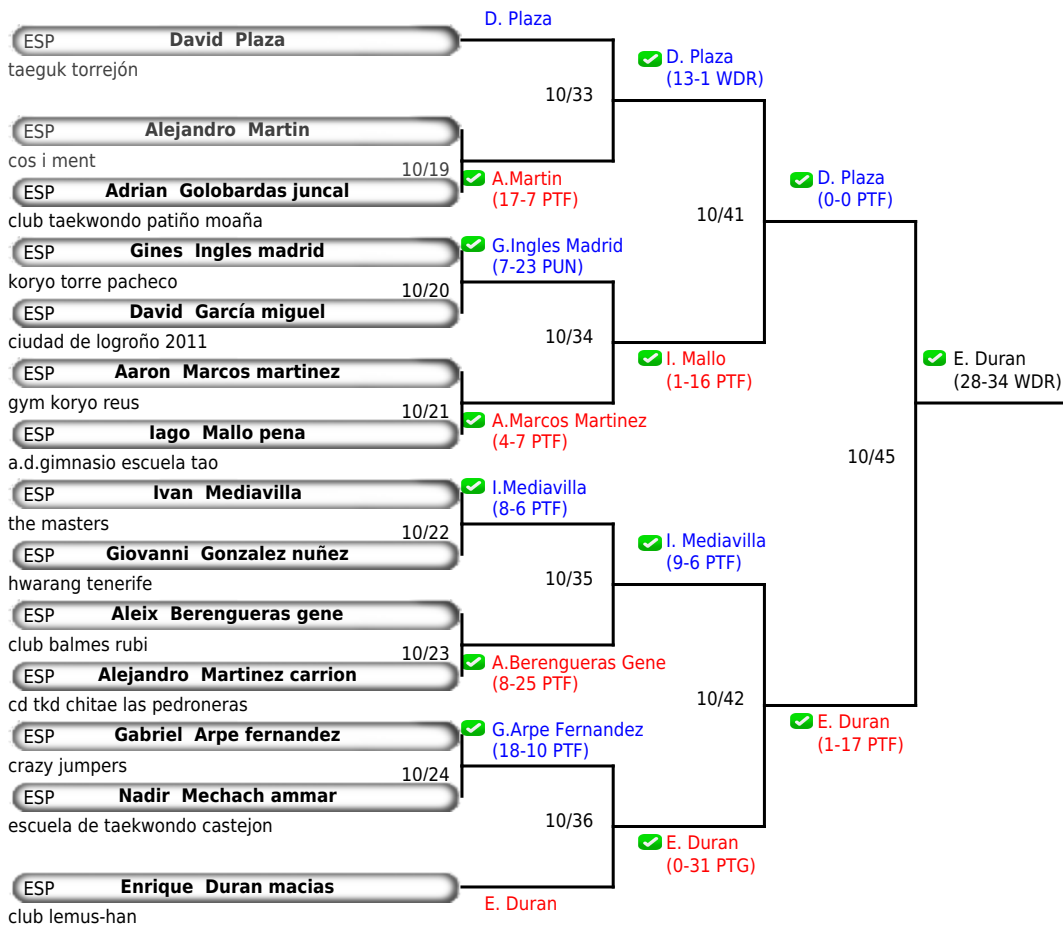 D. Plaza
ESP David Plaza
taeguk torrejón
D. Plaza
(13-1 WDR)
10/33
ESP Alejandro Martin
cos i ment
10/19
ESP Adrian Golobardas juncal
club taekwondo patiño moaña
A.Martin
(17-7 PTF)
D. Plaza
(0-0 PTF)
10/41
ESP Gines Ingles madrid
koryo torre pacheco
G.Ingles Madrid
(7-23 PUN)
10/20
ESP David García miguel
ciudad de logroño 2011
10/34
I. Mallo
(1-16 PTF)
ESP Aaron Marcos martinez
gym koryo reus
10/21
ESP Iago Mallo pena
a.d.gimnasio escuela tao
A.Marcos Martinez
(4-7 PTF)
E. Duran
(28-34 WDR)
10/45
ESP Ivan Mediavilla
the masters
I.Mediavilla
(8-6 PTF)
10/22
ESP Giovanni Gonzalez nuñez
hwarang tenerife
I. Mediavilla
(9-6 PTF)
10/35
ESP Aleix Berengueras gene
club balmes rubi
10/23
ESP Alejandro Martinez carrion
cd tkd chitae las pedroneras
A.Berengueras Gene
(8-25 PTF)
10/42
E. Duran
(1-17 PTF)
ESP Gabriel Arpe fernandez
crazy jumpers
G.Arpe Fernandez
(18-10 PTF)
10/24
ESP Nadir Mechach ammar
escuela de taekwondo castejon
10/36
E. Duran
(0-31 PTG)
ESP Enrique Duran macias
club lemus-han
E. Duran